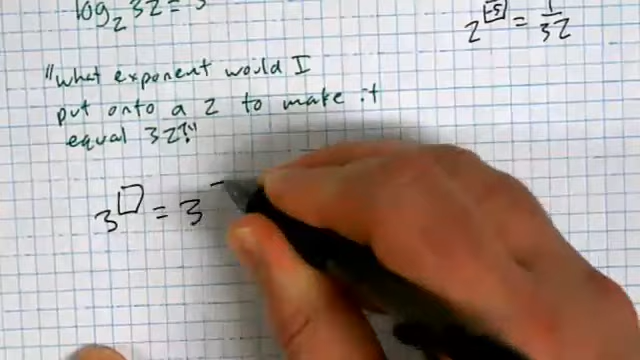 log₂ 32 = 5
2^[-5] = 1/32
"What exponent would I
put onto a 2 to make it
equal 32?"
3^□ = 3^-